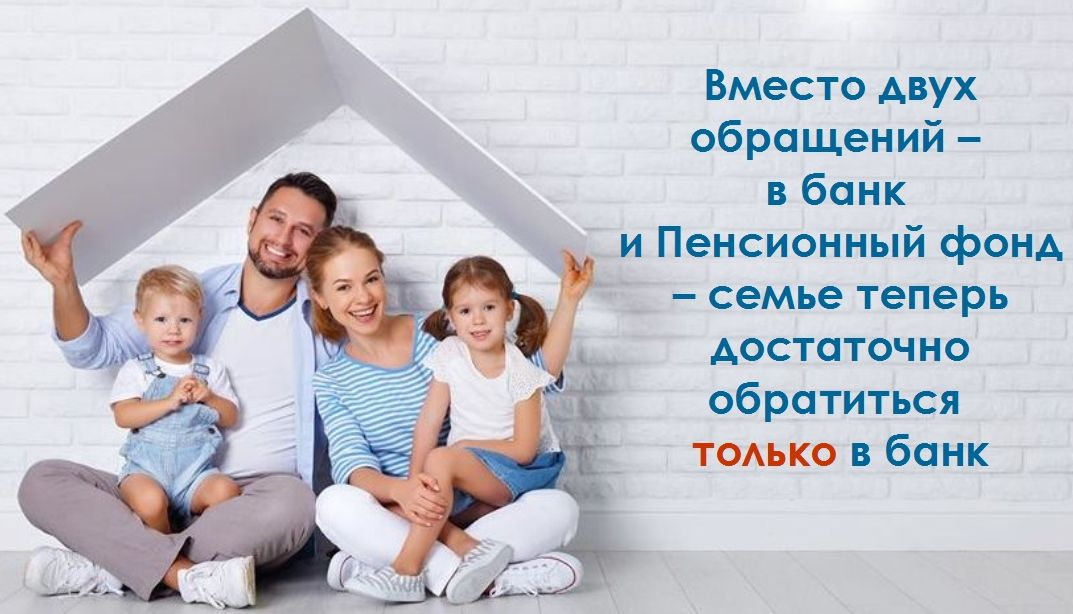 Вместо двух
обращений –
в банк
и Пенсионный фонд
– семье теперь
достаточно
обратиться
только в банк